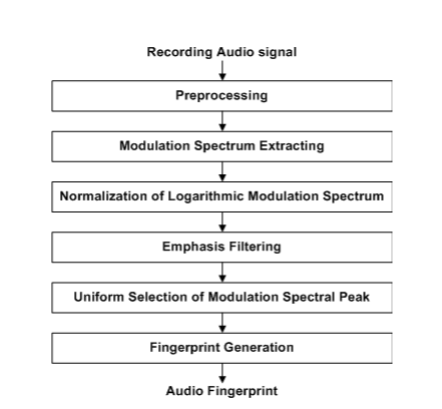 Recording Audio signal
Preprocessing
Modulation Spectrum Extracting
Normalization of Logarithmic Modulation Spectrum
Emphasis Filtering
Uniform Selection of Modulation Spectral Peak
Fingerprint Generation
Audio Fingerprint